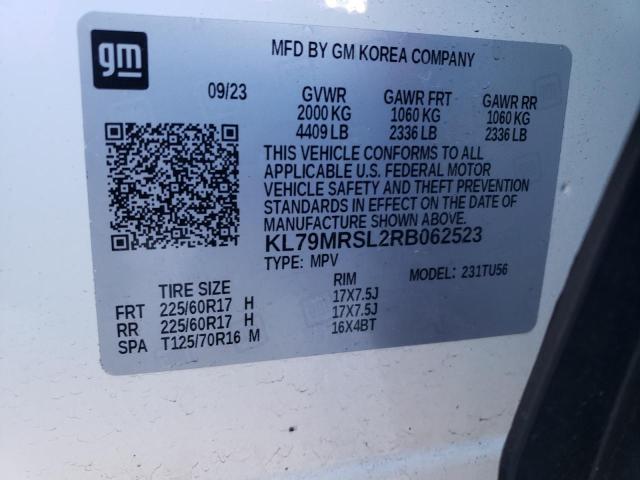 gm
MFD BY GM KOREA COMPANY
09/23 GVWR GAWR FRT GAWR RR
2000 KG 1060 KG 1060 KG
4409 LB 2336 LB 2336 LB
THIS VEHICLE CONFORMS TO ALL
APPLICABLE U.S. FEDERAL MOTOR
VEHICLE SAFETY AND THEFT PREVENTION
STANDARDS IN EFFECT ON THE DATE OF
MANUFACTURE SHOWN ABOVE.
KL79MRSL2RB062523
TYPE: MPV MODEL: 231TU56
TIRE SIZE RIM
FRT 225/60R17 H 17X7.5J
RR 225/60R17 H 17X7.5J
SPA T125/70R16 M 16X4BT